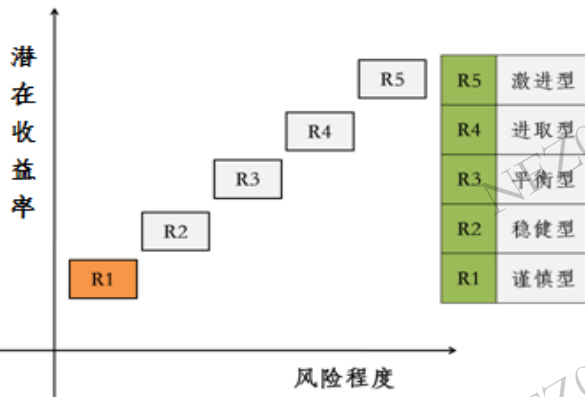 潜在收益率
R5
R4
R3
R2
R1
风险程度
R5 激进型
R4 进取型
R3 平衡型
R2 稳健型
R1 谨慎型